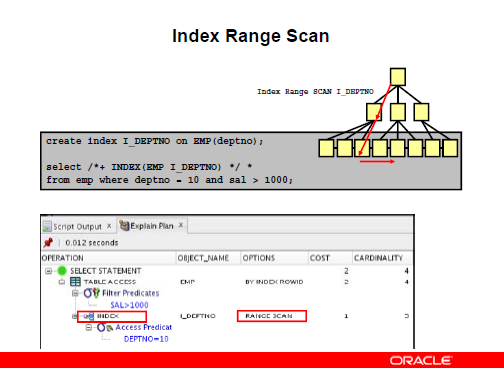 Index Range Scan
Index Range SCAN I_DEPTNO
create index I_DEPTNO on EMP(deptno);
select /*+ INDEX(EMP I_DEPTNO) */ *
from emp where deptno = 10 and sal > 1000;
Script Output × Explain Plan ×
0.012 seconds
OPERATION OBJECT_NAME OPTIONS COST CARDINALITY
SELECT STATEMENT 2 4
TABLE ACCESS EMP BY INDEX ROWID 2 4
Filter Predicates
SAL>1000
INDEX I_DEPTNO RANGE SCAN 1
Access Predicat
DEPTNO=10
ORACLE